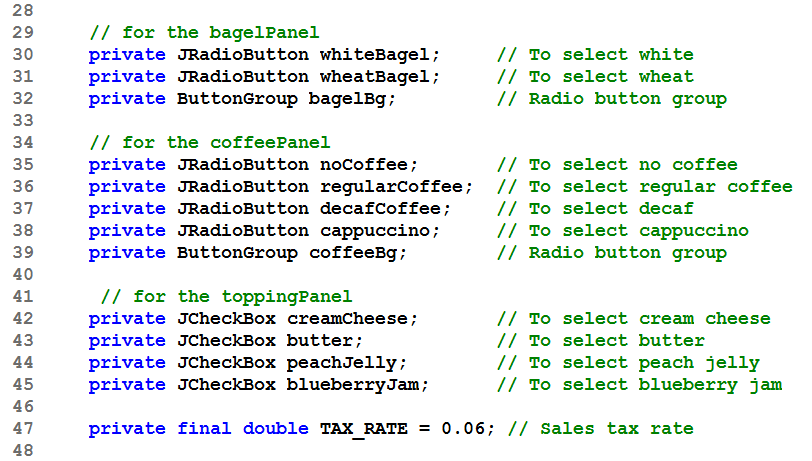 28
29     // for the bagelPanel
30     private JRadioButton whiteBagel;     // To select white
31     private JRadioButton wheatBagel;     // To select wheat
32     private ButtonGroup bagelBg;         // Radio button group
33
34     // for the coffeePanel
35     private JRadioButton noCoffee;       // To select no coffee
36     private JRadioButton regularCoffee;  // To select regular coffee
37     private JRadioButton decafCoffee;    // To select decaf
38     private JRadioButton cappuccino;     // To select cappuccino
39     private ButtonGroup coffeeBg;        // Radio button group
40
41      // for the toppingPanel
42     private JCheckBox creamCheese;       // To select cream cheese
43     private JCheckBox butter;            // To select butter
44     private JCheckBox peachJelly;        // To select peach jelly
45     private JCheckBox blueberryJam;      // To select blueberry jam
46
47     private final double TAX_RATE = 0.06; // Sales tax rate
48